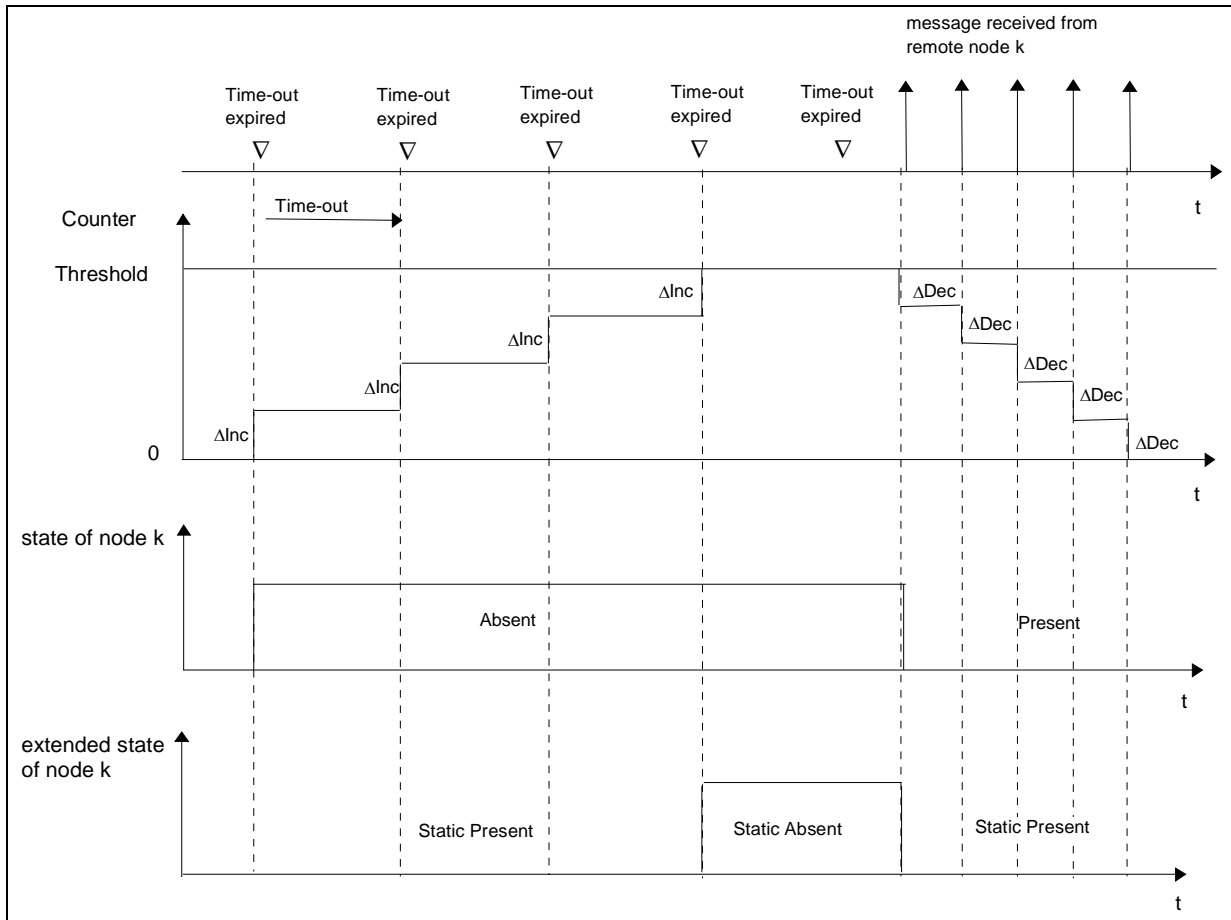 message received from
remote node k
Time-out
expired
Time-out
expired
Time-out
expired
Time-out
expired
Time-out
expired
∇
∇
∇
∇
∇
t
Time-out
Counter
Threshold
ΔInc
ΔInc
ΔInc
ΔInc
0
ΔDec
ΔDec
ΔDec
ΔDec
ΔDec
t
state of node k
Absent
Present
t
extended state
of node k
Static Present
Static Absent
Static Present
t